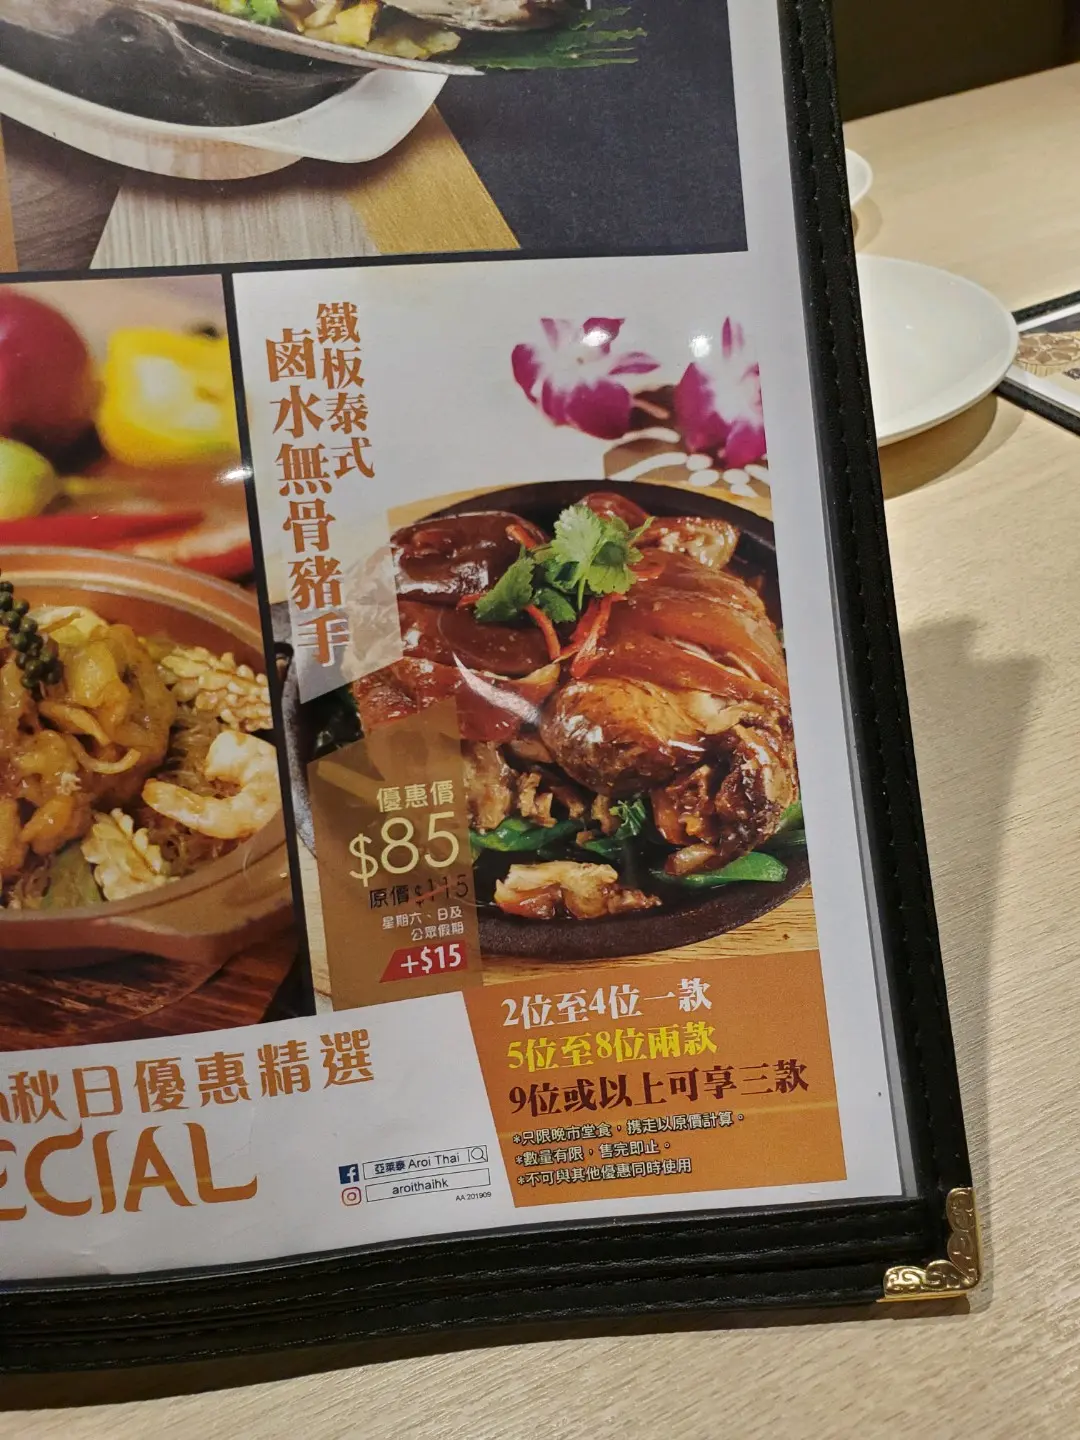 鐵板泰式
鹵水無骨豬手
優惠價
$85
原價$115
星期六、日及
公眾假期
+$15
2位至4位一款
5位至8位兩款
9位或以上可享三款
*只限晚市堂食，携走以原價計算。
*數量有限，售完即止。
*不可與其他優惠同時使用
秋日優惠精選
ECIAL
亞萊泰 Aroi Thai
aroithaihk
AA 201909